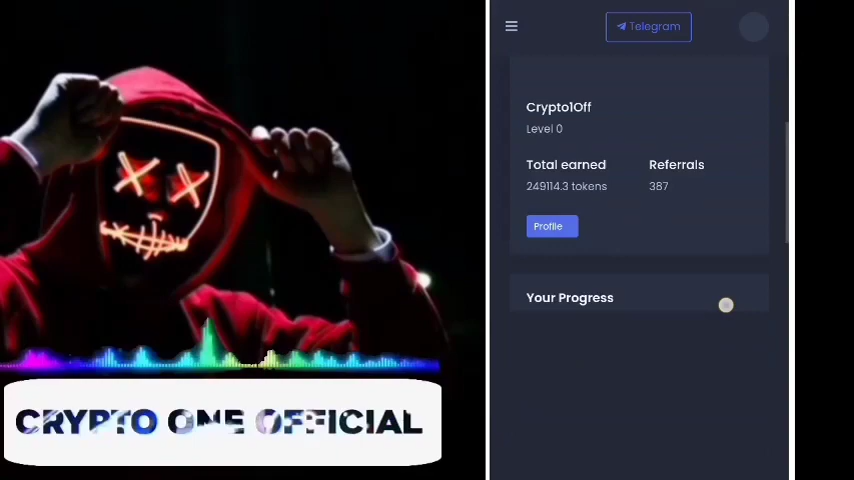 CRYPTO ONE OFFICIAL
Telegram
Crypto1Off
Level 0
Total earned
Referrals
249114.3 tokens
387
Profile
Your Progress